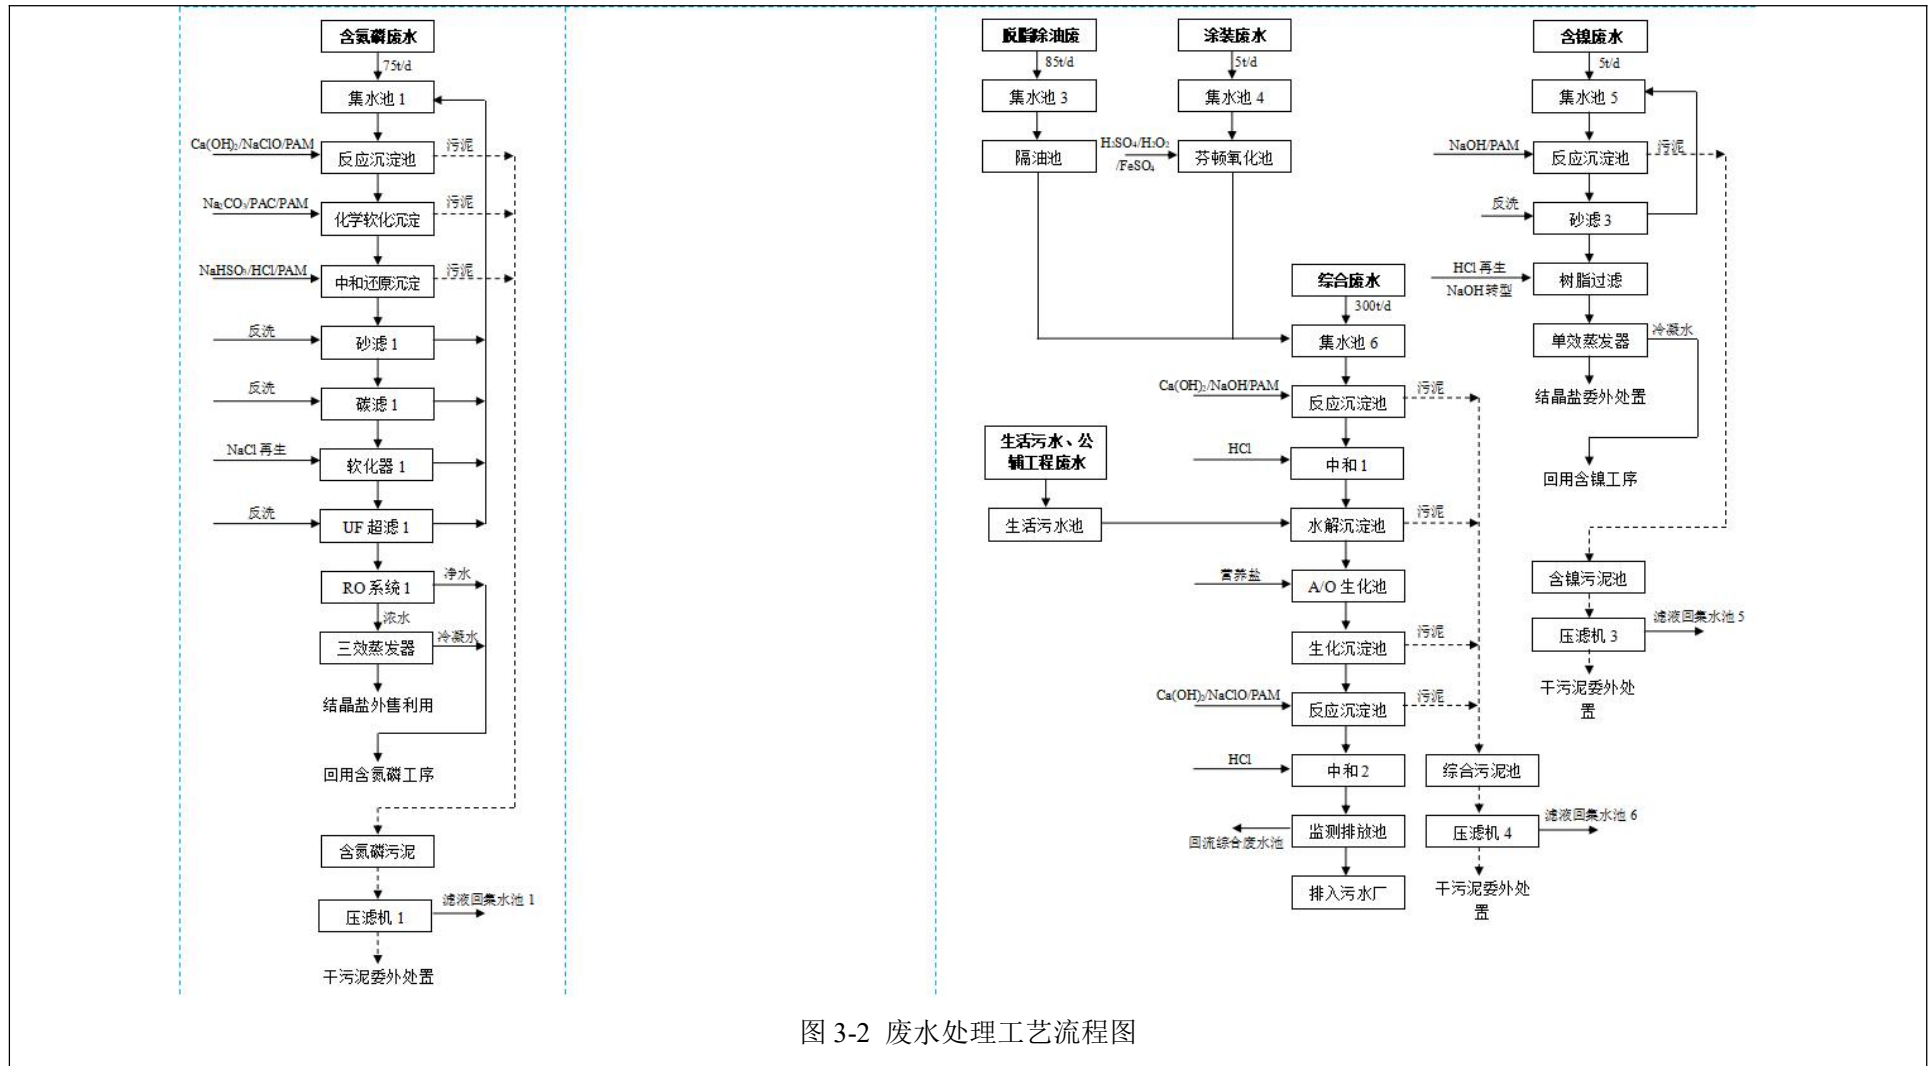 含氮磷废水
75t/d
集水池 1
Ca(OH)₂/NaClO/PAM
反应沉淀池
污泥
Na₂CO₃/PAC/PAM
化学软化沉淀
污泥
NaHSO₃/HCl/PAM
中和还原沉淀
污泥
反洗
砂滤 1
反洗
碳滤 1
NaCl 再生
软化器 1
反洗
UF 超滤 1
RO 系统 1
净水
浓水
三效蒸发器
冷凝水
结晶盐外售利用
回用含氮磷工序
含氮磷污泥
压滤机 1
滤液回集水池 1
干污泥委外处置
脱脂除油废
85t/d
集水池 3
隔油池
涂装废水
5t/d
集水池 4
H₂SO₄/H₂O₂
/FeSO₄
芬顿氧化池
综合废水
300t/d
集水池 6
Ca(OH)₂/NaOH/PAM
反应沉淀池
污泥
HCl
中和 1
生活污水、公
辅工程废水
生活污水池
水解沉淀池
污泥
营养盐
A/O 生化池
生化沉淀池
污泥
Ca(OH)₂/NaClO/PAM
反应沉淀池
污泥
HCl
中和 2
监测排放池
回流综合废水池
排入污水厂
综合污泥池
压滤机 4
滤液回集水池 6
干污泥委外处
置
含镍废水
5t/d
集水池 5
NaOH/PAM
反应沉淀池
污泥
反洗
砂滤 3
HCl 再生
NaOH 转型
树脂过滤
单效蒸发器
冷凝水
结晶盐委外处置
回用含镍工序
含镍污泥池
压滤机 3
滤液回集水池 5
干污泥委外处
置
图 3-2 废水处理工艺流程图